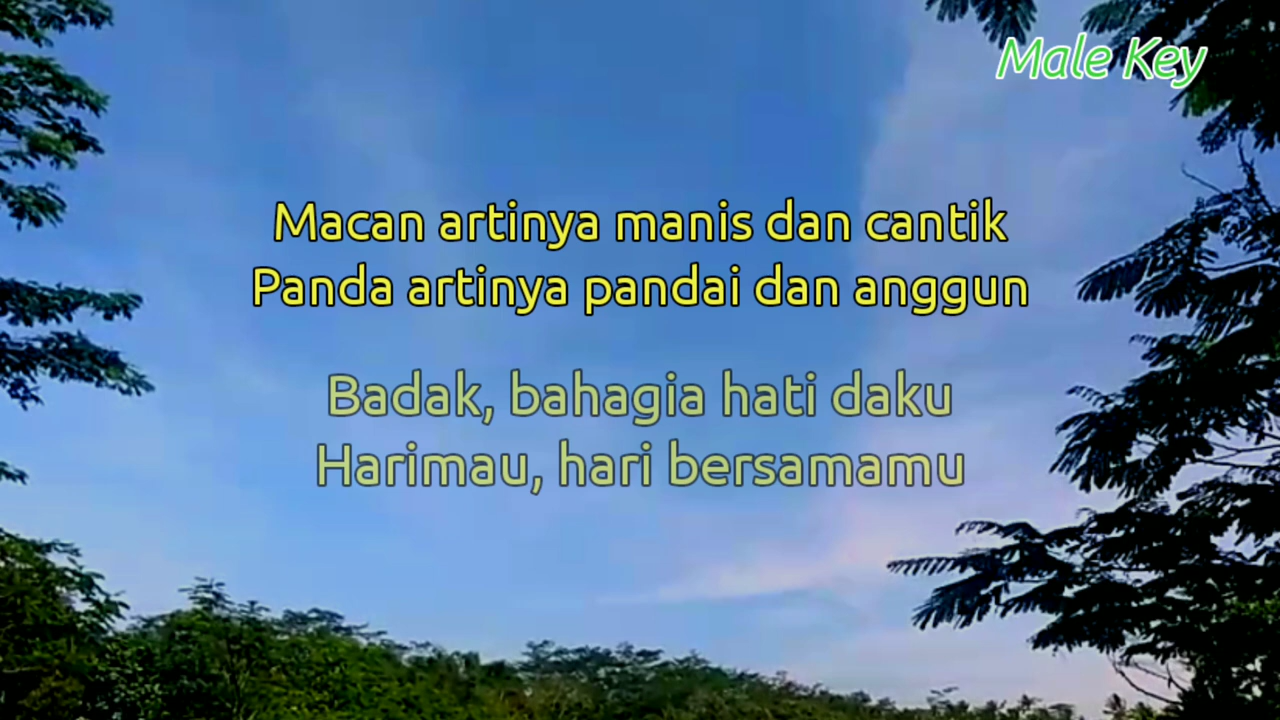 Male Key
Macan artinya manis dan cantik
Panda artinya pandai dan anggun
Badak, bahagia hati daku
Harimau, hari bersamamu